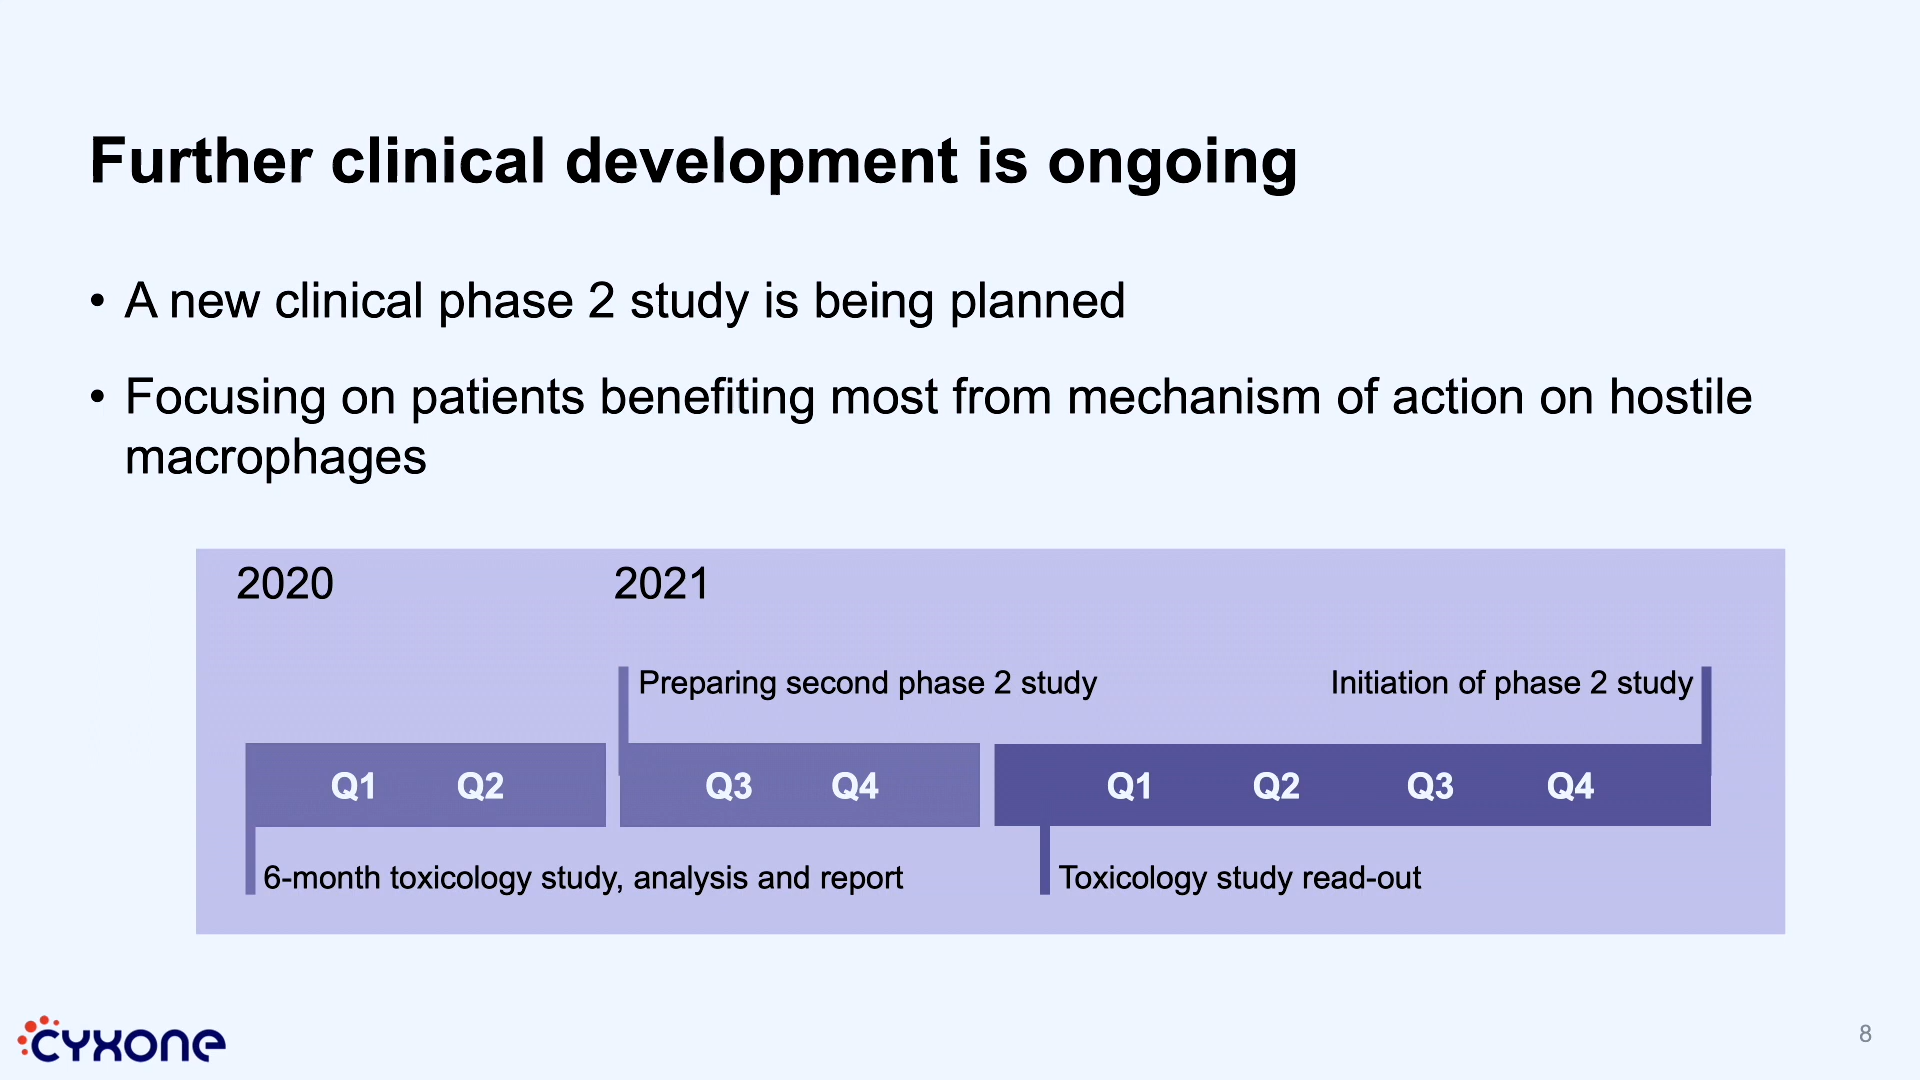 Further clinical development is ongoing
• A new clinical phase 2 study is being planned
• Focusing on patients benefiting most from mechanism of action on hostile
macrophages
2020 2021
Preparing second phase 2 study Initiation of phase 2 study
Q1 Q2 Q3 Q4 Q1 Q2 Q3 Q4
6-month toxicology study, analysis and report Toxicology study read-out
CYXONE
8